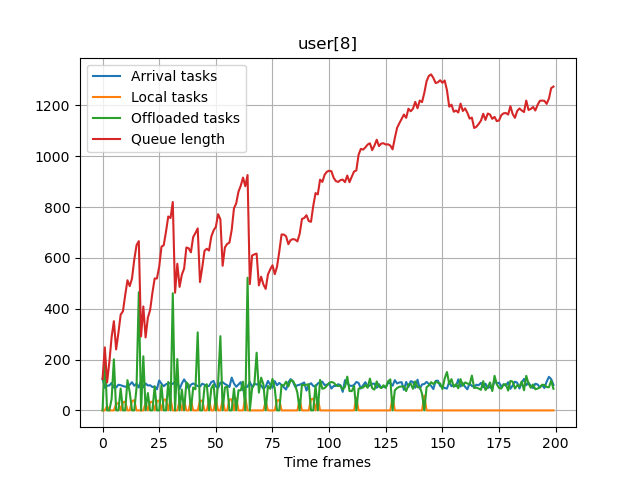 user[8]
Arrival tasks
Local tasks
Offloaded tasks
Queue length
1200
1000
800
600
400
200
0
0 25 50 75 100 125 150 175 200
Time frames